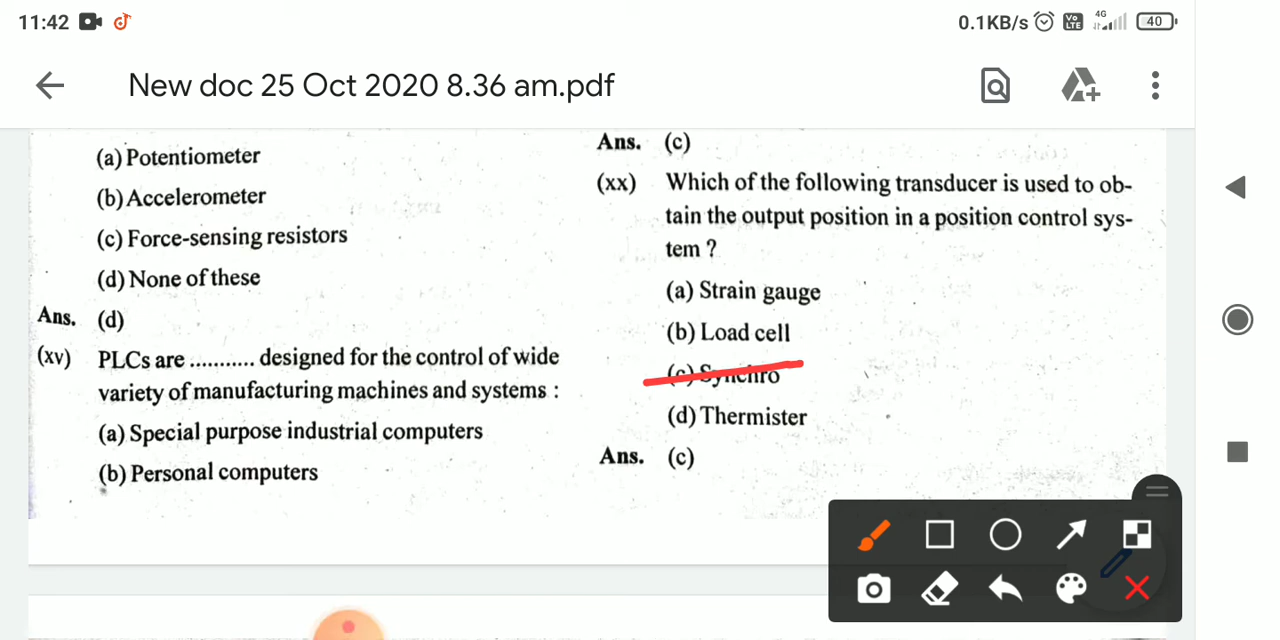 11:42
0.1KB/s
Vo LTE
4G
40
New doc 25 Oct 2020 8.36 am.pdf
(a) Potentiometer
(b) Accelerometer
(c) Force-sensing resistors
(d) None of these
Ans. (d)
(xv) PLCs are ........... designed for the control of wide
variety of manufacturing machines and systems :
(a) Special purpose industrial computers
(b) Personal computers
Ans. (c)
(xx) Which of the following transducer is used to ob-
tain the output position in a position control sys-
tem ?
(a) Strain gauge
(b) Load cell
(c) Synchro
(d) Thermister
Ans. (c)